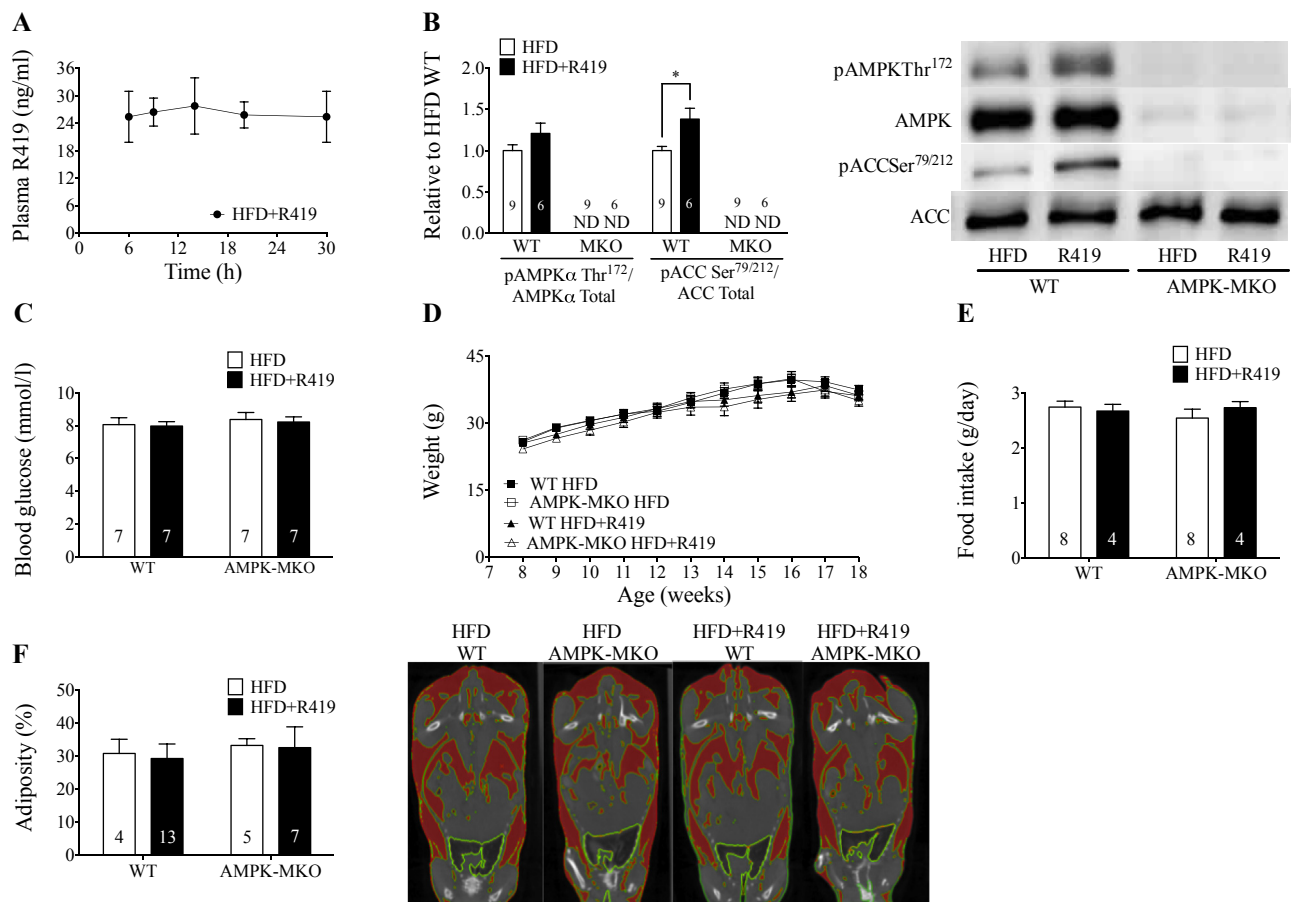 A
Plasma R419 (ng/ml)
36
30
24
18
12
6
0
HFD+R419
0 6 12 18 24 30
Time (h)
B
HFD
HFD+R419
Relative to HFD WT
2.0
1.5
1.0
0.5
0.0
*
9 6
9 6
ND ND
9 6
9 6
ND ND
WT MKO WT MKO
pAMPKα Thr172/
AMPKα Total
pACC Ser79/212/
ACC Total
pAMPKThr172
AMPK
pACCSer79/212
ACC
HFD R419 HFD R419
WT AMPK-MKO
C
HFD
HFD+R419
Blood glucose (mmol/l)
10
8
6
4
2
0
7 7 7 7
WT AMPK-MKO
D
Weight (g)
45
30
15
0
WT HFD
AMPK-MKO HFD
WT HFD+R419
AMPK-MKO HFD+R419
7 8 9 10 11 12 13 14 15 16 17 18
Age (weeks)
E
HFD
HFD+R419
Food intake (g/day)
3
2
1
0
8 4 8 4
WT AMPK-MKO
F
HFD
HFD+R419
Adiposity (%)
50
40
30
20
10
0
4 13 5 7
WT AMPK-MKO
HFD HFD HFD+R419 HFD+R419
WT AMPK-MKO WT AMPK-MKO